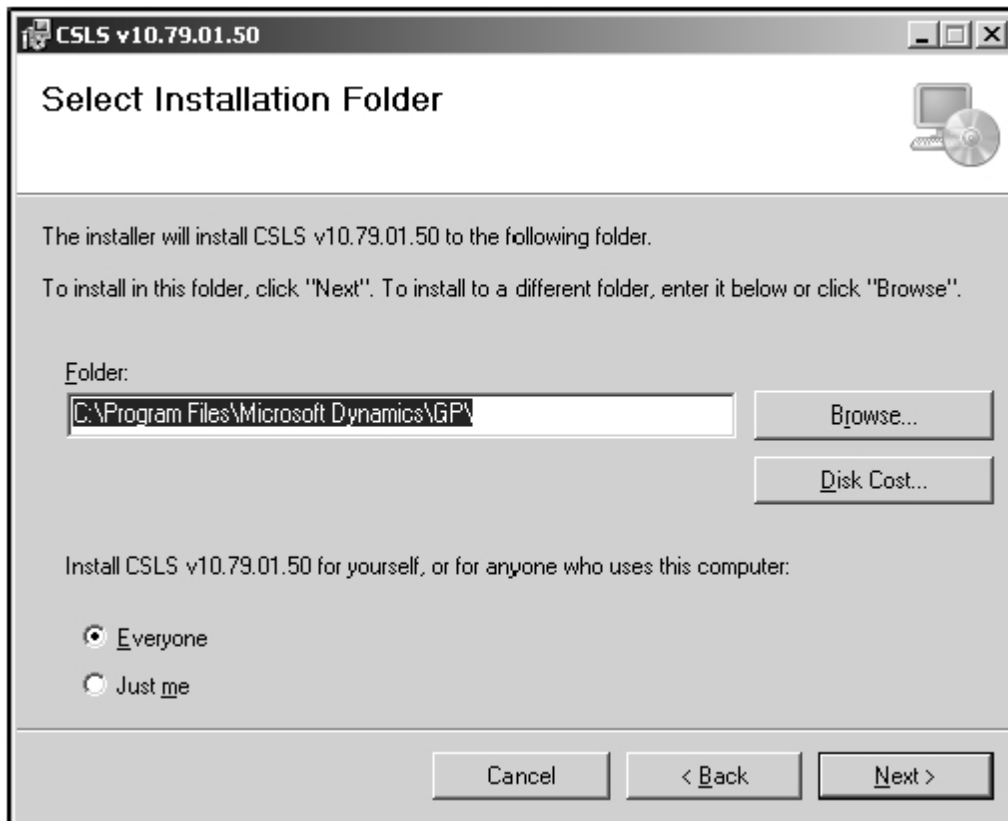 CSLS v10.79.01.50
Select Installation Folder
The installer will install CSLS v10.79.01.50 to the following folder.
To install in this folder, click "Next". To install to a different folder, enter it below or click "Browse".
Folder:
C:\Program Files\Microsoft Dynamics\GP\
Browse...
Disk Cost...
Install CSLS v10.79.01.50 for yourself, or for anyone who uses this computer:
Everyone
Just me
Cancel
< Back
Next >